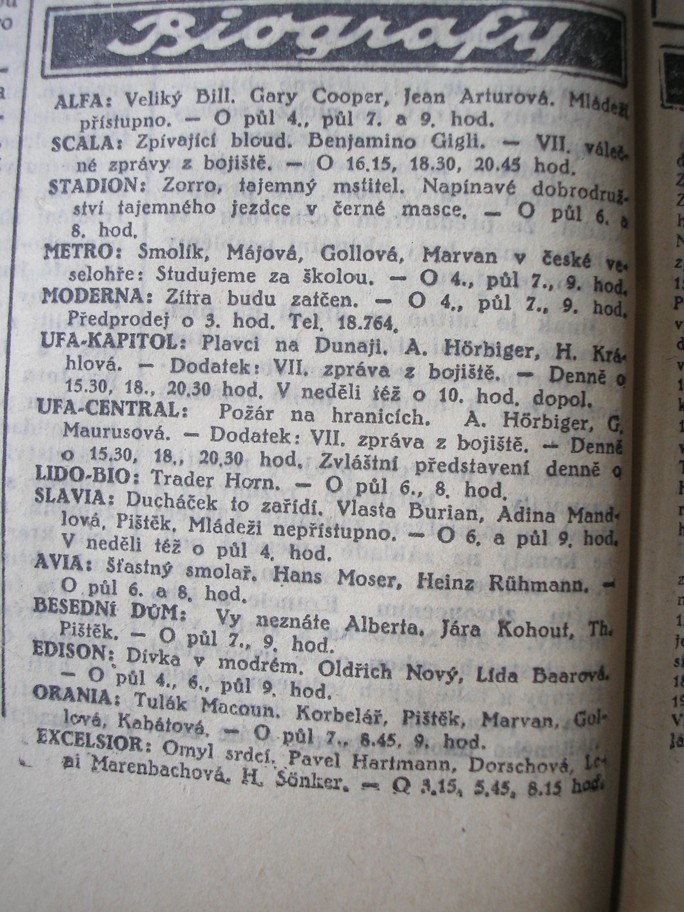 Biografy
ALFA: Veliký Bill. Gary Cooper, Jean Arturová. Mládeži
přístupno. — O půl 4., půl 7. a 9. hod.
SCALA: Zpívající bloud. Benjamino Gigli. — VII. váleč-
né zprávy z bojiště. — O 16.15, 18.30, 20.45 hod.
STADION: Zorro, tajemný mstitel. Napínavé dobrodruž-
ství tajemného jezdce v černé masce. — O půl 6. a
8. hod.
METRO: Smolík, Májová, Gollová, Marvan v české ve-
selohře: Studujeme za školou. — O 4., půl 7., 9. hod.
MODERNA: Zítra budu zatčen. — O 4., půl 7., 9. hod.
Předprodej o 3. hod. Tel. 18.764.
UFA-KAPITOL: Plavci na Dunaji. A. Hörbiger, H. Krá-
hlová. — Dodatek: VII. zpráva z bojiště. — Denně o
15.30, 18., 20.30 hod. V neděli též o 10. hod. dopol.
UFA-CENTRAL: Požár na hranicích. A. Hörbiger, G.
Maurusová. — Dodatek: VII. zpráva z bojiště. — Denně
o 15.30, 18., 20.30 hod. Zvláštní představení denně o
LIDO-BIO: Trader Horn. — O půl 6., 8. hod.
SLAVIA: Ducháček to zařídí. Vlasta Burian, Adina Mand-
lová, Pištěk, Mládeži nepřístupno. — O 6. a půl 9. hod.
V neděli též o půl 4. hod.
AVIA: Šťastný smolař. Hans Moser, Heinz Rühmann. —
O půl 6. a 8. hod.
BESEDNÍ DŮM: Vy neznáte Alberta. Jára Kohout, Th.
Pištěk. — O půl 7., 9. hod.
EDISON: Dívka v modrém. Oldřich Nový, Lída Baarová.
— O půl 4., 6., půl 9. hod.
ORANIA: Tulák Macoun. Korbelář, Pištěk, Marvan, Gol-
lová, Kabátová. — O půl 7., 8.45, 9. hod.
EXCELSIOR: Omyl srdcí. Pavel Hartmann, Dorschová, Le-
ni Marenbachová. H. Sönker. — O 3.15, 5.45, 8.15 hod.